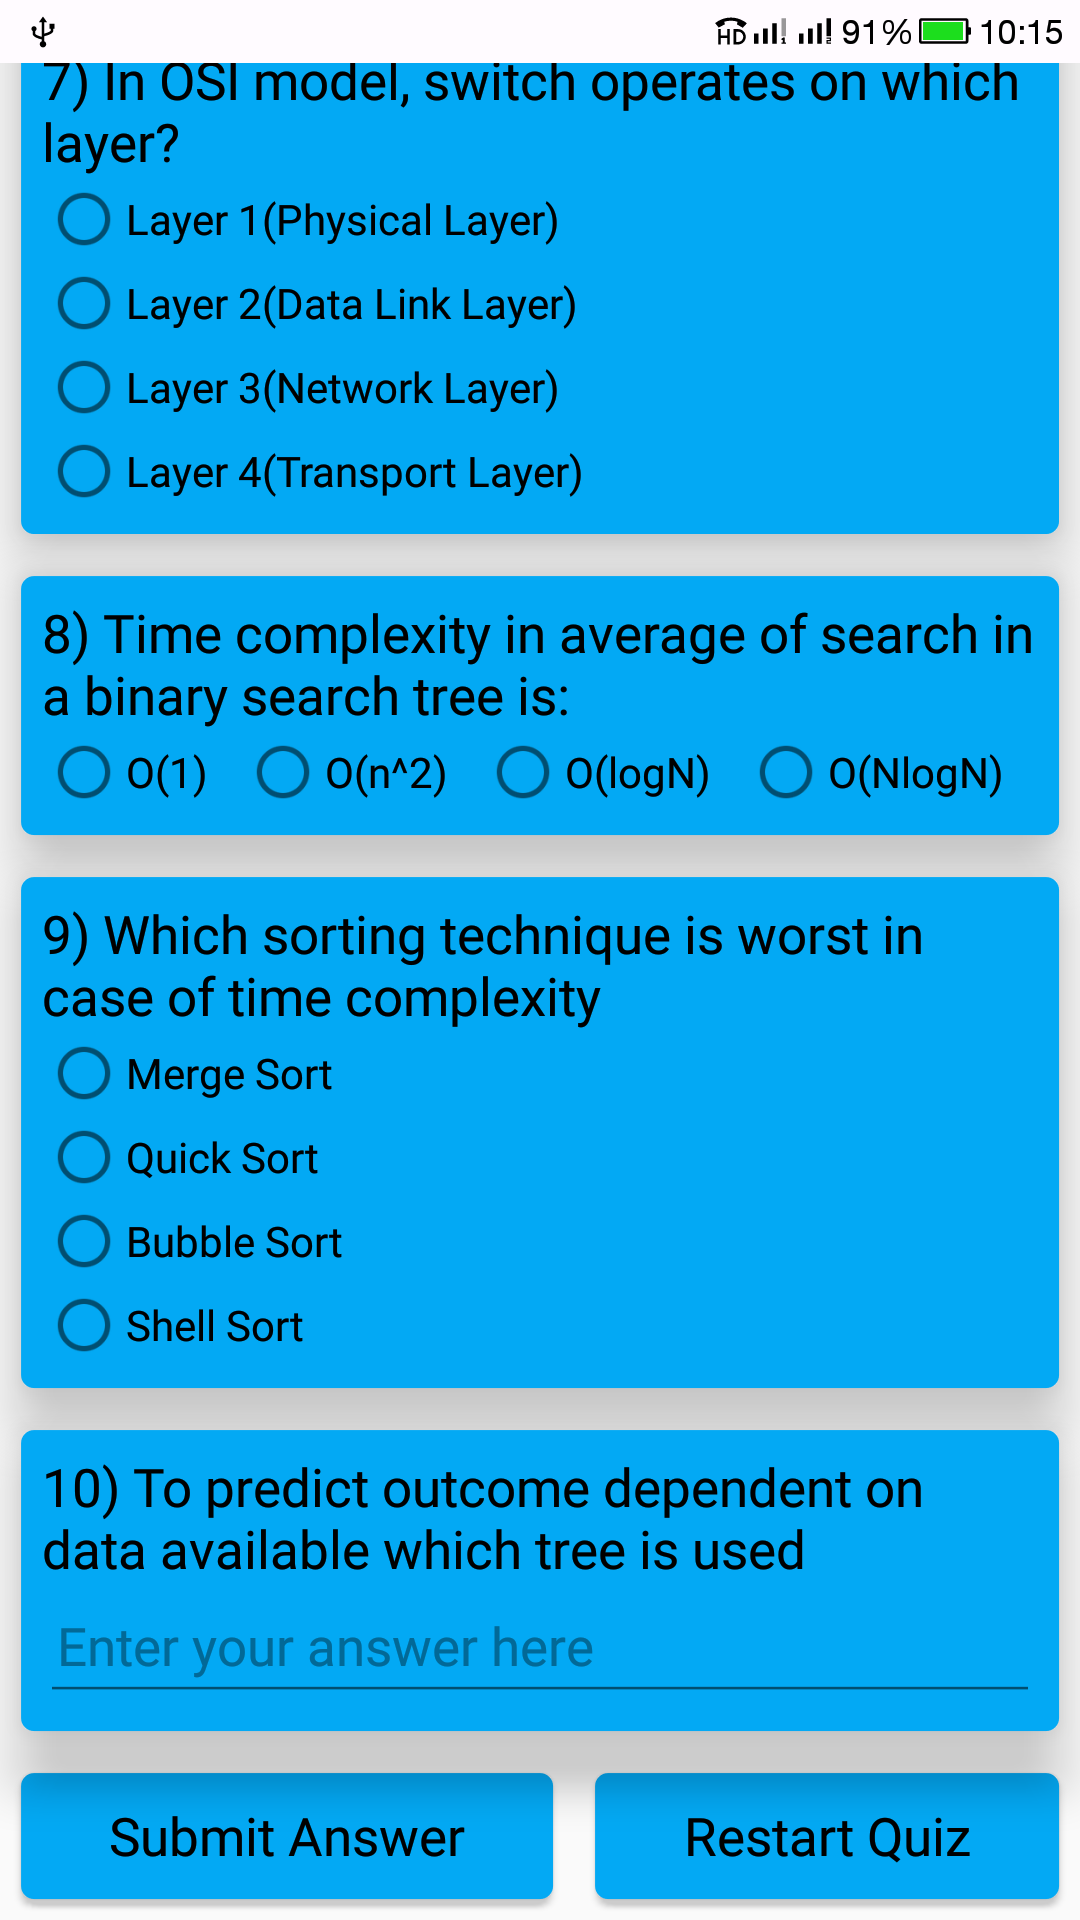 HD 91% 10:15
7) In OSI model, switch operates on which
layer?
Layer 1(Physical Layer)
Layer 2(Data Link Layer)
Layer 3(Network Layer)
Layer 4(Transport Layer)
8) Time complexity in average of search in
a binary search tree is:
O(1) O(n^2) O(logN) O(NlogN)
9) Which sorting technique is worst in
case of time complexity
Merge Sort
Quick Sort
Bubble Sort
Shell Sort
10) To predict outcome dependent on
data available which tree is used
Enter your answer here
Submit Answer Restart Quiz